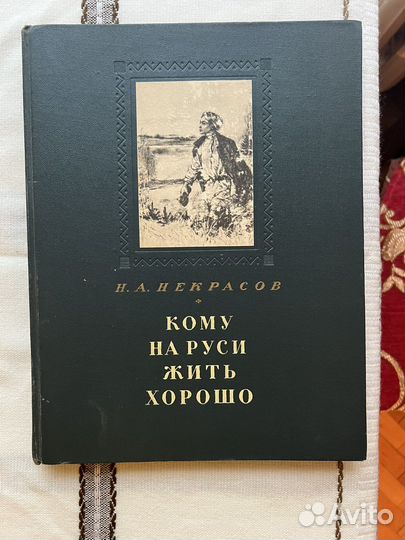 Н. А. НЕКРАСОВ
КОМУ
НА РУСИ
ЖИТЬ
ХОРОШО
Avito